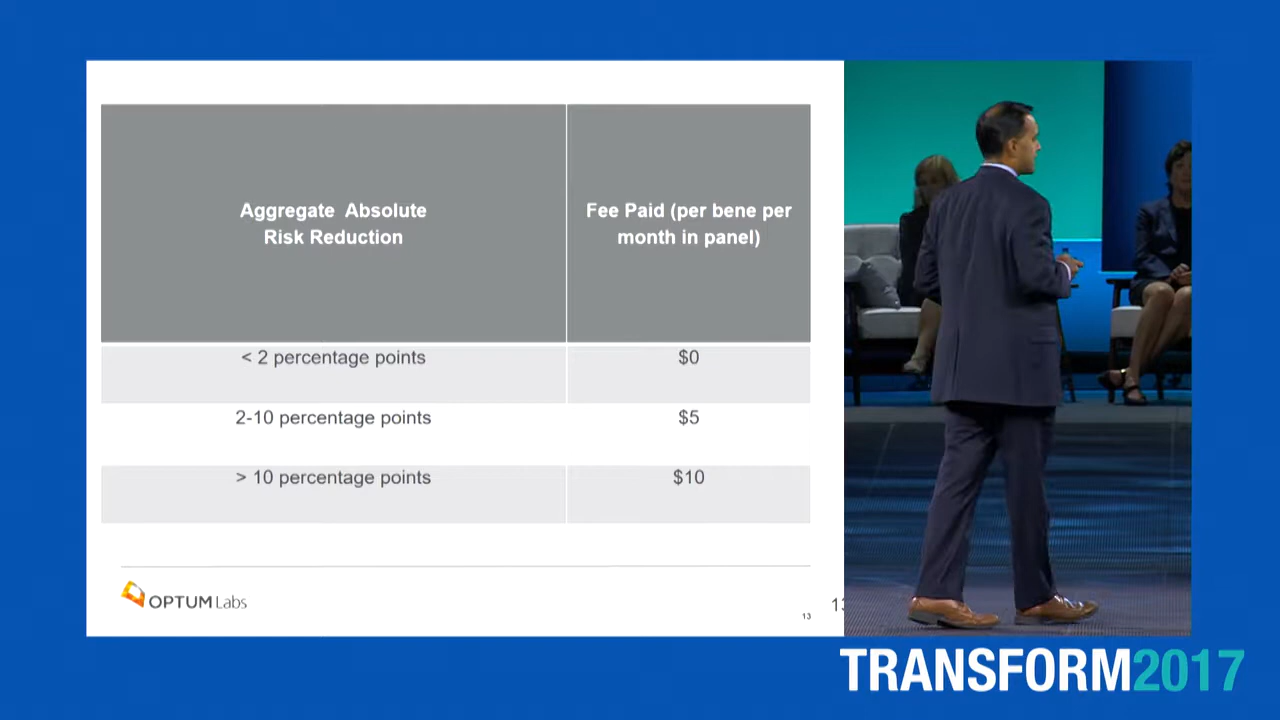 Aggregate Absolute
Risk Reduction
Fee Paid (per bene per
month in panel)
< 2 percentage points
$0
2-10 percentage points
$5
> 10 percentage points
$10
OPTUM Labs
13
TRANSFORM2017